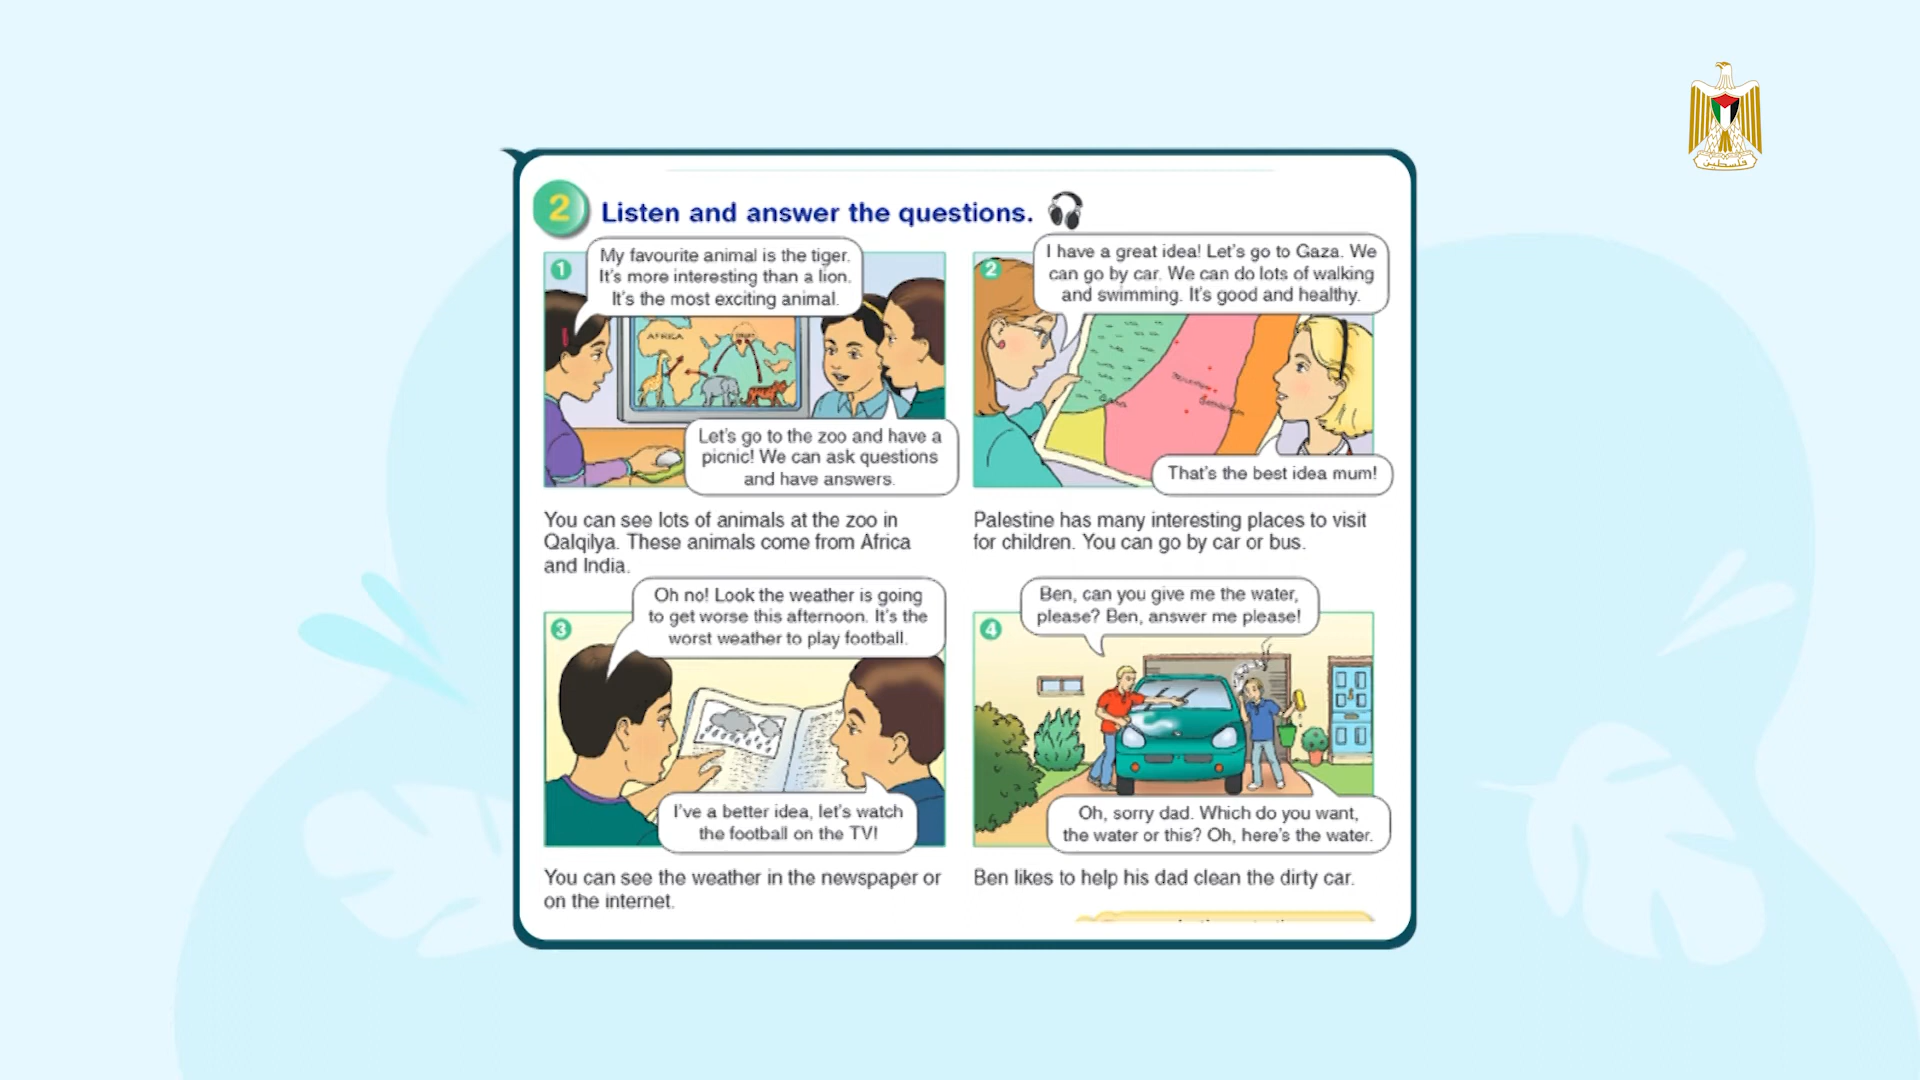 2 Listen and answer the questions.
1
My favourite animal is the tiger.
It's more interesting than a lion.
It's the most exciting animal.
AFRICA
Let's go to the zoo and have a
picnic! We can ask questions
and have answers.
You can see lots of animals at the zoo in
Qalqilya. These animals come from Africa
and India.
2
I have a great idea! Let's go to Gaza. We
can go by car. We can do lots of walking
and swimming. It's good and healthy.
That's the best idea mum!
Palestine has many interesting places to visit
for children. You can go by car or bus.
3
Oh no! Look the weather is going
to get worse this afternoon. It's the
worst weather to play football.
I've a better idea, let's watch
the football on the TV!
You can see the weather in the newspaper or
on the internet.
4
Ben, can you give me the water,
please? Ben, answer me please!
Oh, sorry dad. Which do you want,
the water or this? Oh, here's the water.
Ben likes to help his dad clean the dirty car.
فلسطين